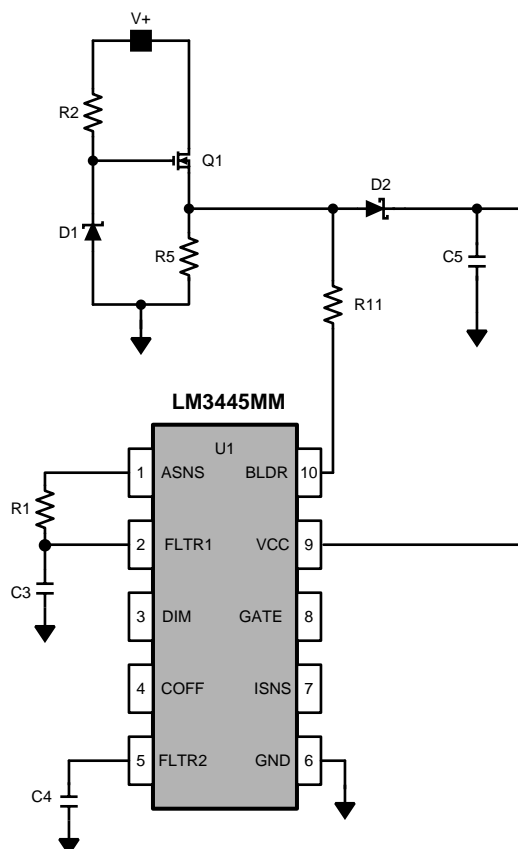 V+
R2
Q1
D2
D1
R5
C5
R11
LM3445MM
U1
1 ASNS BLDR 10
R1
2 FLTR1 VCC 9
C3
3 DIM GATE 8
4 COFF ISNS 7
5 FLTR2 GND 6
C4